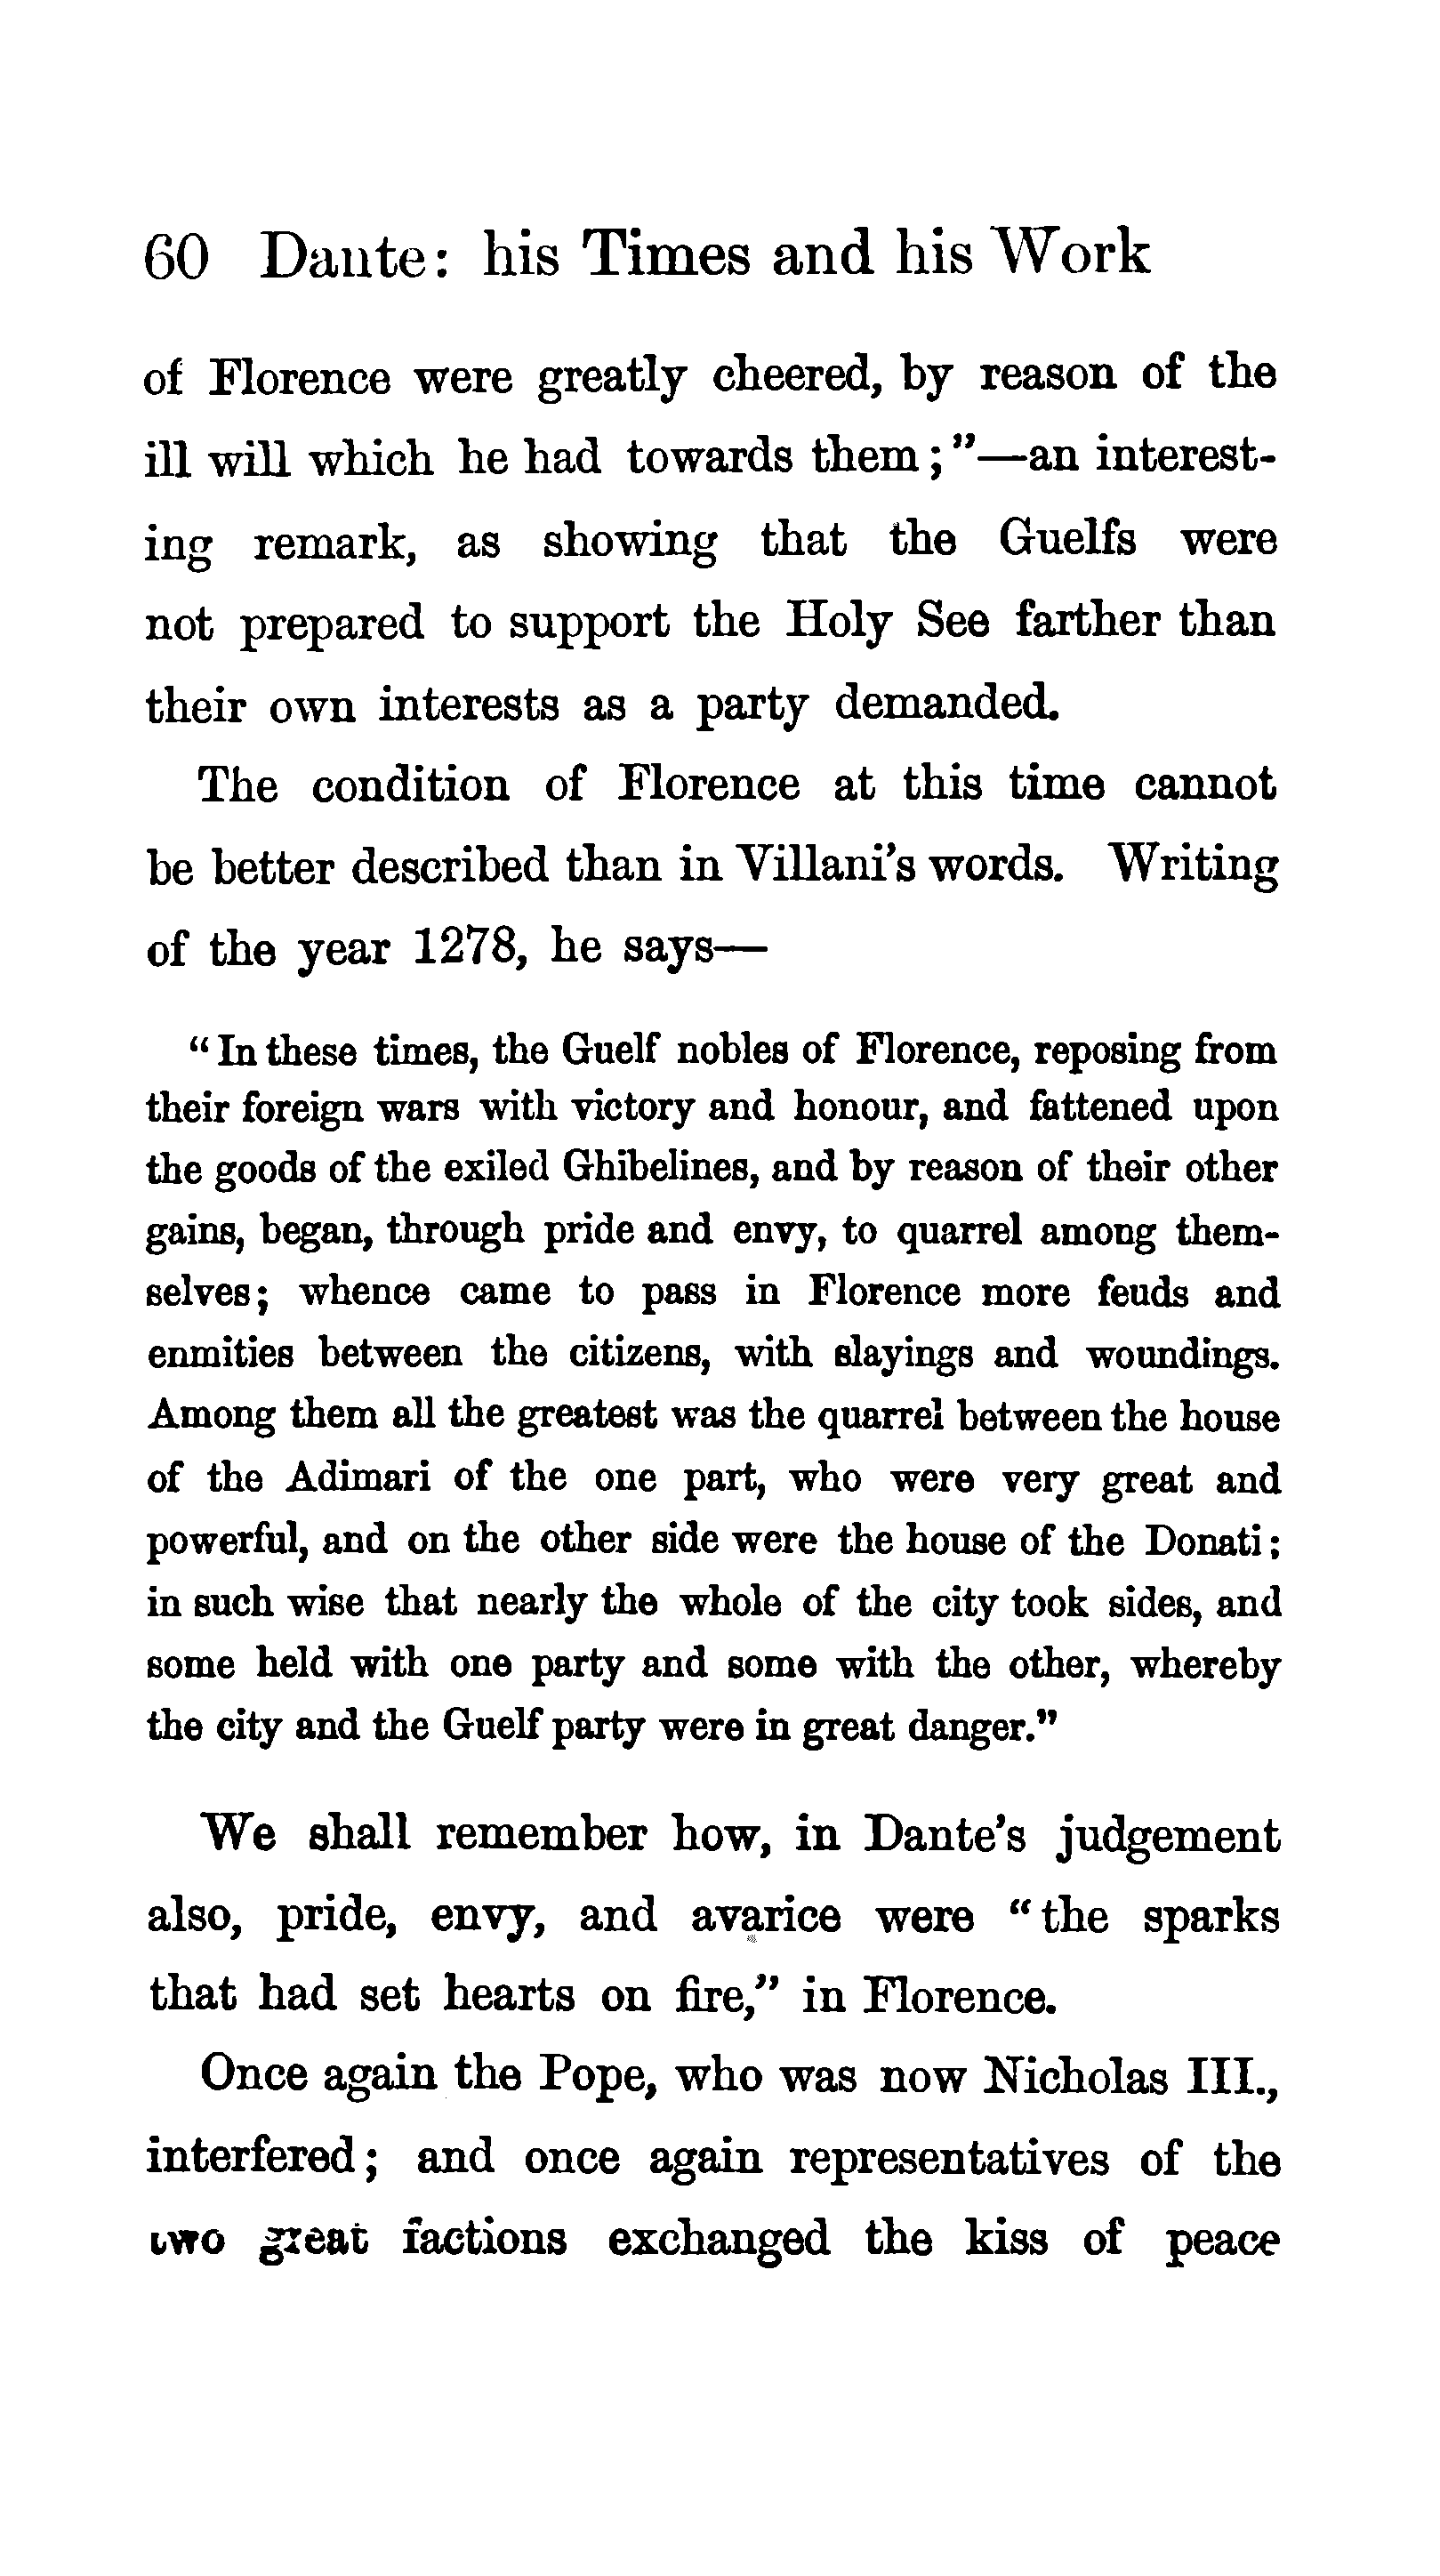 60 Dante: his Times and his Work
of Florence were greatly cheered, by reason of the
ill will which he had towards them;"—an interest-
ing remark, as showing that the Guelfs were
not prepared to support the Holy See farther than
their own interests as a party demanded.
The condition of Florence at this time cannot
be better described than in Villani's words. Writing
of the year 1278, he says—
"In these times, the Guelf nobles of Florence, reposing from
their foreign wars with victory and honour, and fattened upon
the goods of the exiled Ghibelines, and by reason of their other
gains, began, through pride and envy, to quarrel among them-
selves; whence came to pass in Florence more feuds and
enmities between the citizens, with slayings and woundings.
Among them all the greatest was the quarrel between the house
of the Adimari of the one part, who were very great and
powerful, and on the other side were the house of the Donati;
in such wise that nearly the whole of the city took sides, and
some held with one party and some with the other, whereby
the city and the Guelf party were in great danger."
We shall remember how, in Dante's judgement
also, pride, envy, and avarice were "the sparks
that had set hearts on fire," in Florence.
Once again the Pope, who was now Nicholas III.,
interfered; and once again representatives of the
two great factions exchanged the kiss of peace